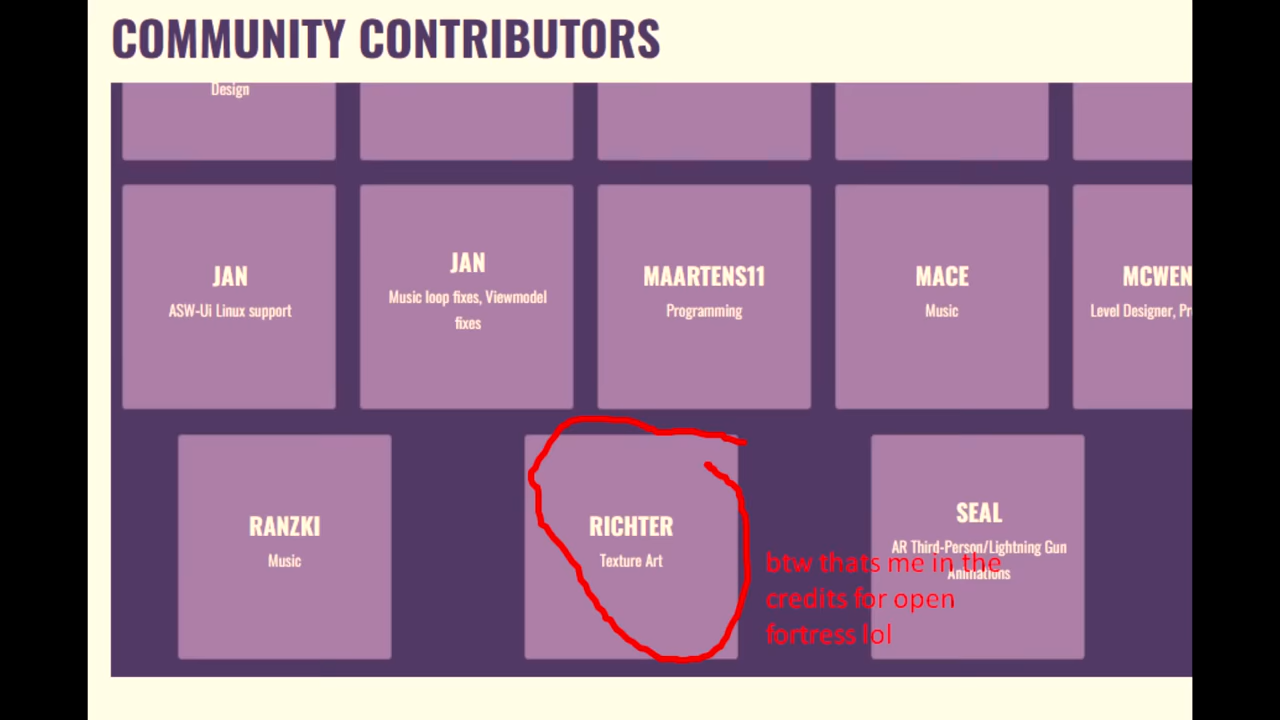 COMMUNITY CONTRIBUTORS
Design
JAN
ASW-Ui Linux support
JAN
Music loop fixes, Viewmodel
fixes
MAARTENS11
Programming
MACE
Music
MCWEN
Level Designer, Pr
RANZKI
Music
RICHTER
Texture Art
SEAL
AR Third-Person/Lightning Gun
Animations
btw thats me in the
credits for open
fortress lol